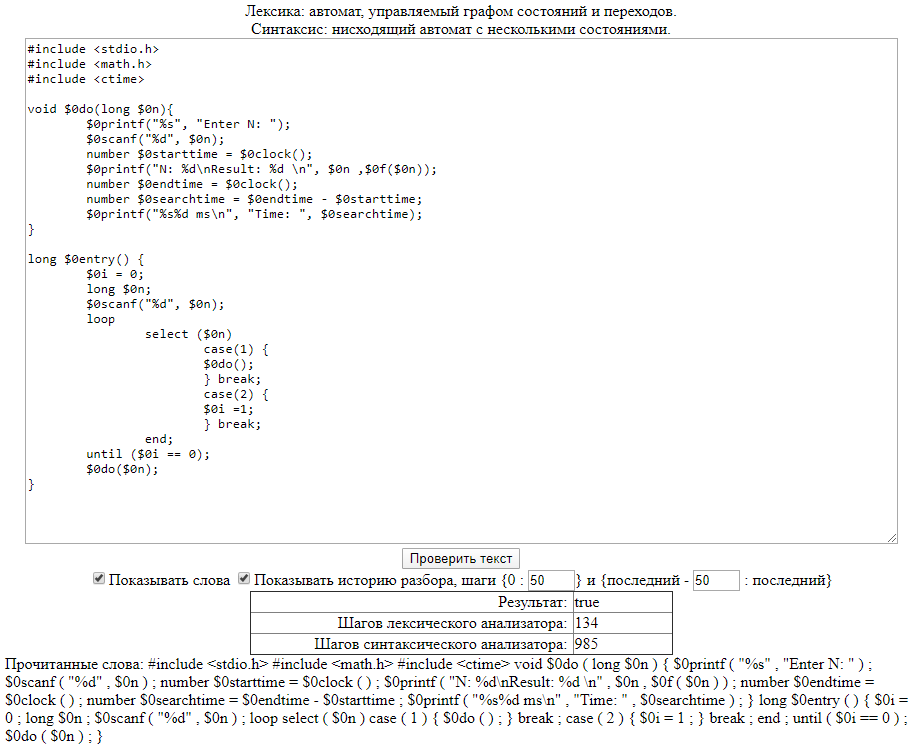 Лексика: автомат, управляемый графом состояний и переходов.
Синтаксис: нисходящий автомат с несколькими состояниями.
#include <stdio.h>
#include <math.h>
#include <ctime>
void $0do(long $0n){
$0printf("%s", "Enter N: ");
$0scanf("%d", $0n);
number $0starttime = $0clock();
$0printf("N: %d\nResult: %d \n", $0n ,$0f($0n));
number $0endtime = $0clock();
number $0searchtime = $0endtime - $0starttime;
$0printf("%s%d ms\n", "Time: ", $0searchtime);
}
long $0entry() {
$0i = 0;
long $0n;
$0scanf("%d", $0n);
loop
select ($0n)
case(1) {
$0do();
} break;
case(2) {
$0i =1;
} break;
end;
until ($0i == 0);
$0do($0n);
}
Проверить текст
Показывать слова Показывать историю разбора, шаги {0 : 50 } и {последний - 50 : последний}
Результат: true
Шагов лексического анализатора: 134
Шагов синтаксического анализатора: 985
Прочитанные слова: #include <stdio.h> #include <math.h> #include <ctime> void $0do ( long $0n ) { $0printf ( "%s" , "Enter N: " ) ;
$0scanf ( "%d" , $0n ) ; number $0starttime = $0clock ( ) ; $0printf ( "N: %d\nResult: %d \n" , $0n , $0f ( $0n ) ) ; number $0endtime =
$0clock ( ) ; number $0searchtime = $0endtime - $0starttime ; $0printf ( "%s%d ms\n" , "Time: " , $0searchtime ) ; } long $0entry ( ) { $0i =
0 ; long $0n ; $0scanf ( "%d" , $0n ) ; loop select ( $0n ) case ( 1 ) { $0do ( ) ; } break ; case ( 2 ) { $0i = 1 ; } break ; end ; until ( $0i == 0 ) ;
$0do ( $0n ) ; }